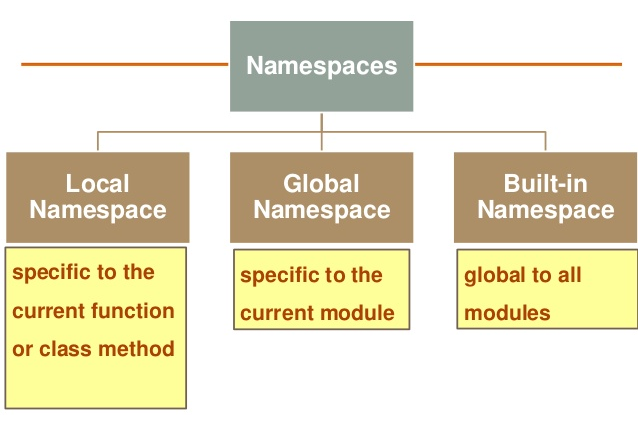 Namespaces
Local
Namespace
Global
Namespace
Built-in
Namespace
specific to the
current function
or class method
specific to the
current module
global to all
modules